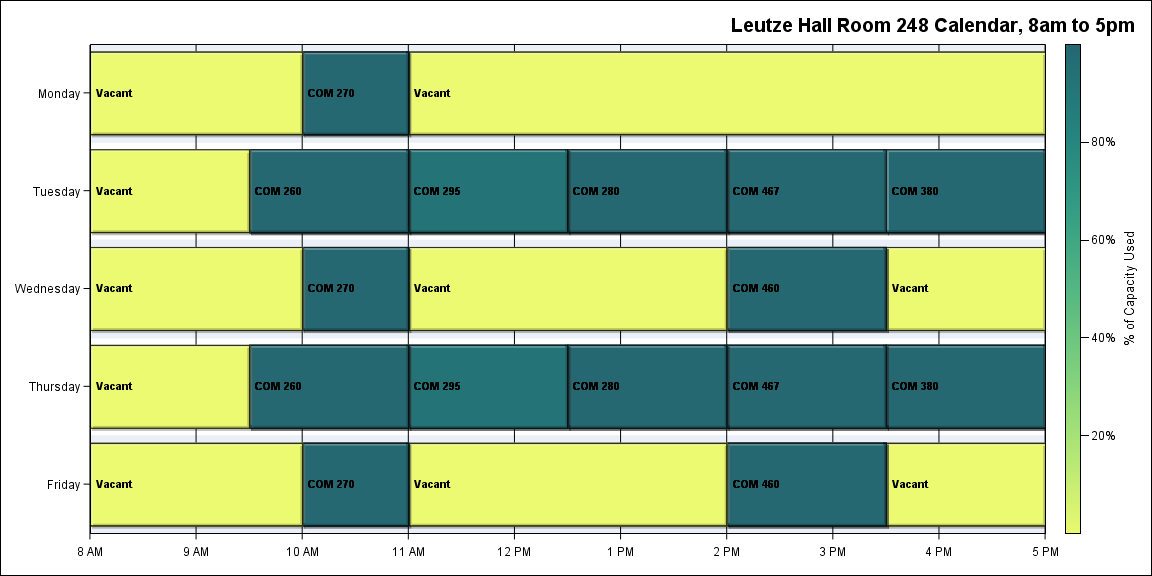 Leutze Hall Room 248 Calendar, 8am to 5pm
Monday
Vacant
COM 270
Vacant
Tuesday
Vacant
COM 260
COM 295
COM 280
COM 467
COM 380
Wednesday
Vacant
COM 270
Vacant
COM 460
Vacant
Thursday
Vacant
COM 260
COM 295
COM 280
COM 467
COM 380
Friday
Vacant
COM 270
Vacant
COM 460
Vacant
8 AM
9 AM
10 AM
11 AM
12 PM
1 PM
2 PM
3 PM
4 PM
5 PM
80%
60%
40%
20%
% of Capacity Used